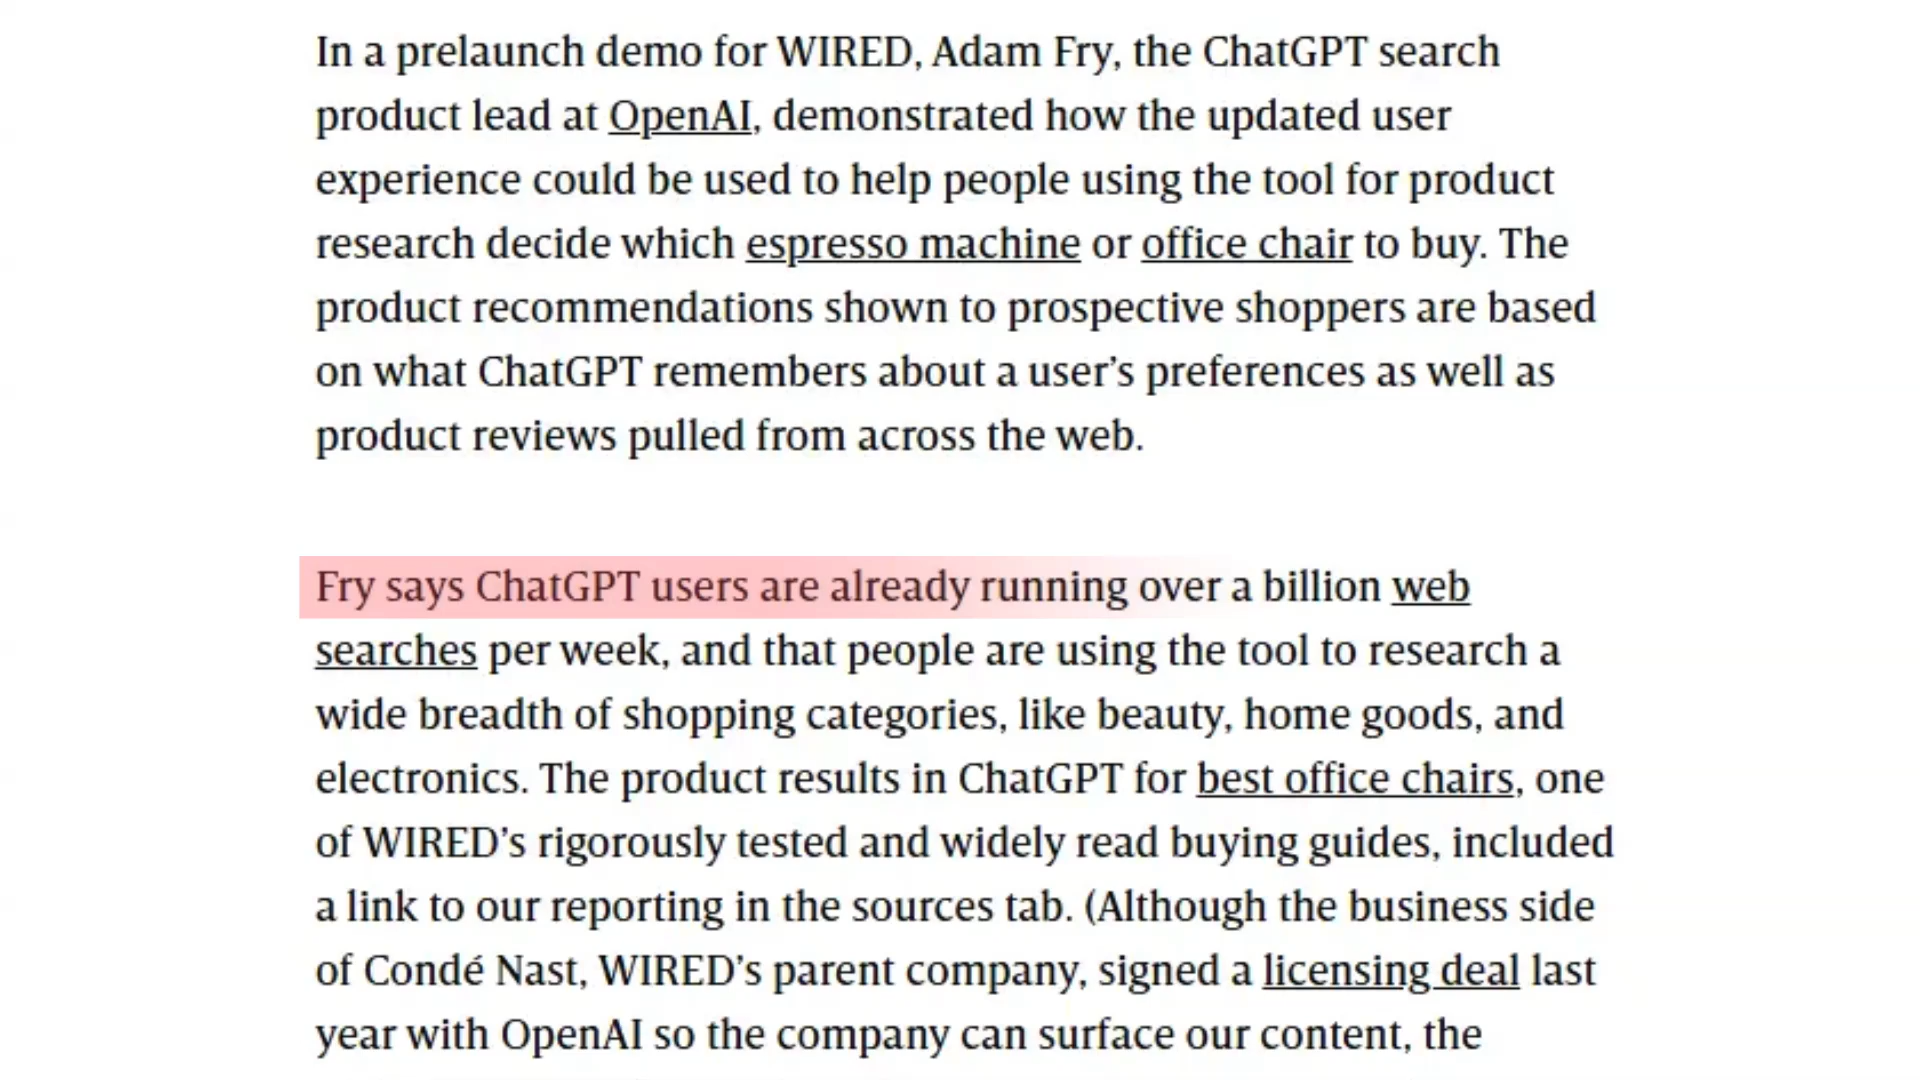 In a prelaunch demo for WIRED, Adam Fry, the ChatGPT search
product lead at OpenAI, demonstrated how the updated user
experience could be used to help people using the tool for product
research decide which espresso machine or office chair to buy. The
product recommendations shown to prospective shoppers are based
on what ChatGPT remembers about a user’s preferences as well as
product reviews pulled from across the web.
Fry says ChatGPT users are already running over a billion web
searches per week, and that people are using the tool to research a
wide breadth of shopping categories, like beauty, home goods, and
electronics. The product results in ChatGPT for best office chairs, one
of WIRED’s rigorously tested and widely read buying guides, included
a link to our reporting in the sources tab. (Although the business side
of Condé Nast, WIRED’s parent company, signed a licensing deal last
year with OpenAI so the company can surface our content, the